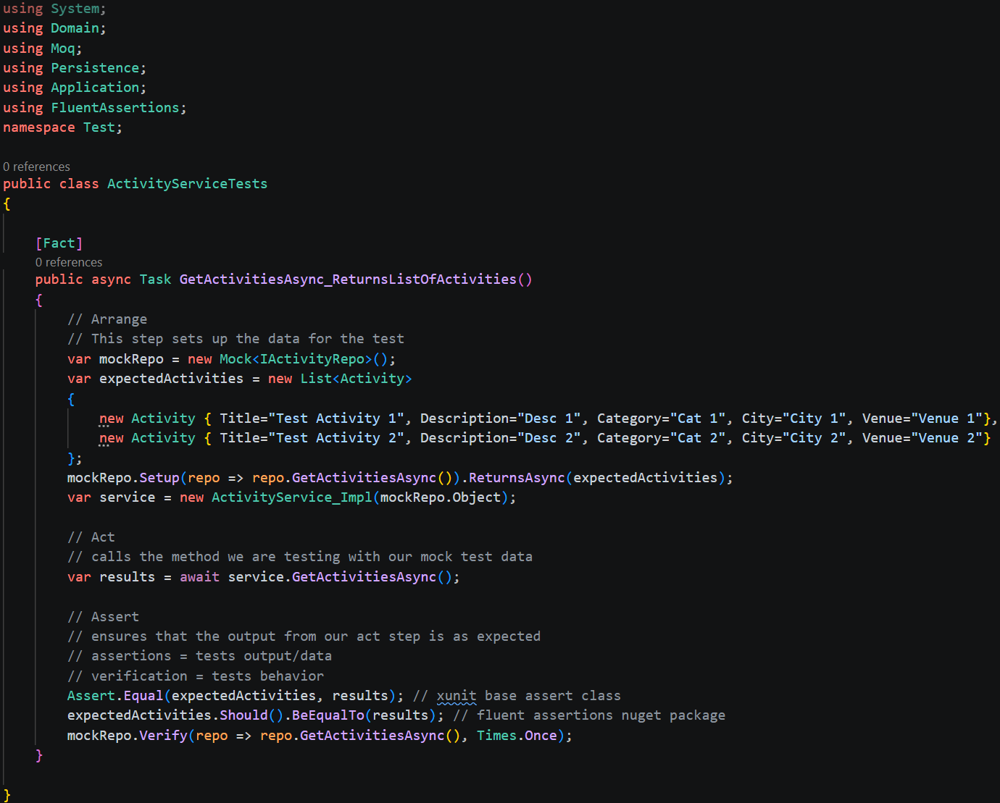 using System;
using Domain;
using Moq;
using Persistence;
using Application;
using FluentAssertions;
namespace Test;
0 references
public class ActivityServiceTests
{
[Fact]
0 references
public async Task GetActivitiesAsync_ReturnsListOfActivities()
{
// Arrange
// This step sets up the data for the test
var mockRepo = new Mock<IActivityRepo>();
var expectedActivities = new List<Activity>
{
new Activity { Title="Test Activity 1", Description="Desc 1", Category="Cat 1", City="City 1", Venue="Venue 1"},
new Activity { Title="Test Activity 2", Description="Desc 2", Category="Cat 2", City="City 2", Venue="Venue 2"}
};
mockRepo.Setup(repo => repo.GetActivitiesAsync()).ReturnsAsync(expectedActivities);
var service = new ActivityService_Impl(mockRepo.Object);
// Act
// calls the method we are testing with our mock test data
var results = await service.GetActivitiesAsync();
// Assert
// ensures that the output from our act step is as expected
// assertions = tests output/data
// verification = tests behavior
Assert.Equal(expectedActivities, results); // xunit base assert class
expectedActivities.Should().BeEqualTo(results); // fluent assertions nuget package
mockRepo.Verify(repo => repo.GetActivitiesAsync(), Times.Once);
}
}